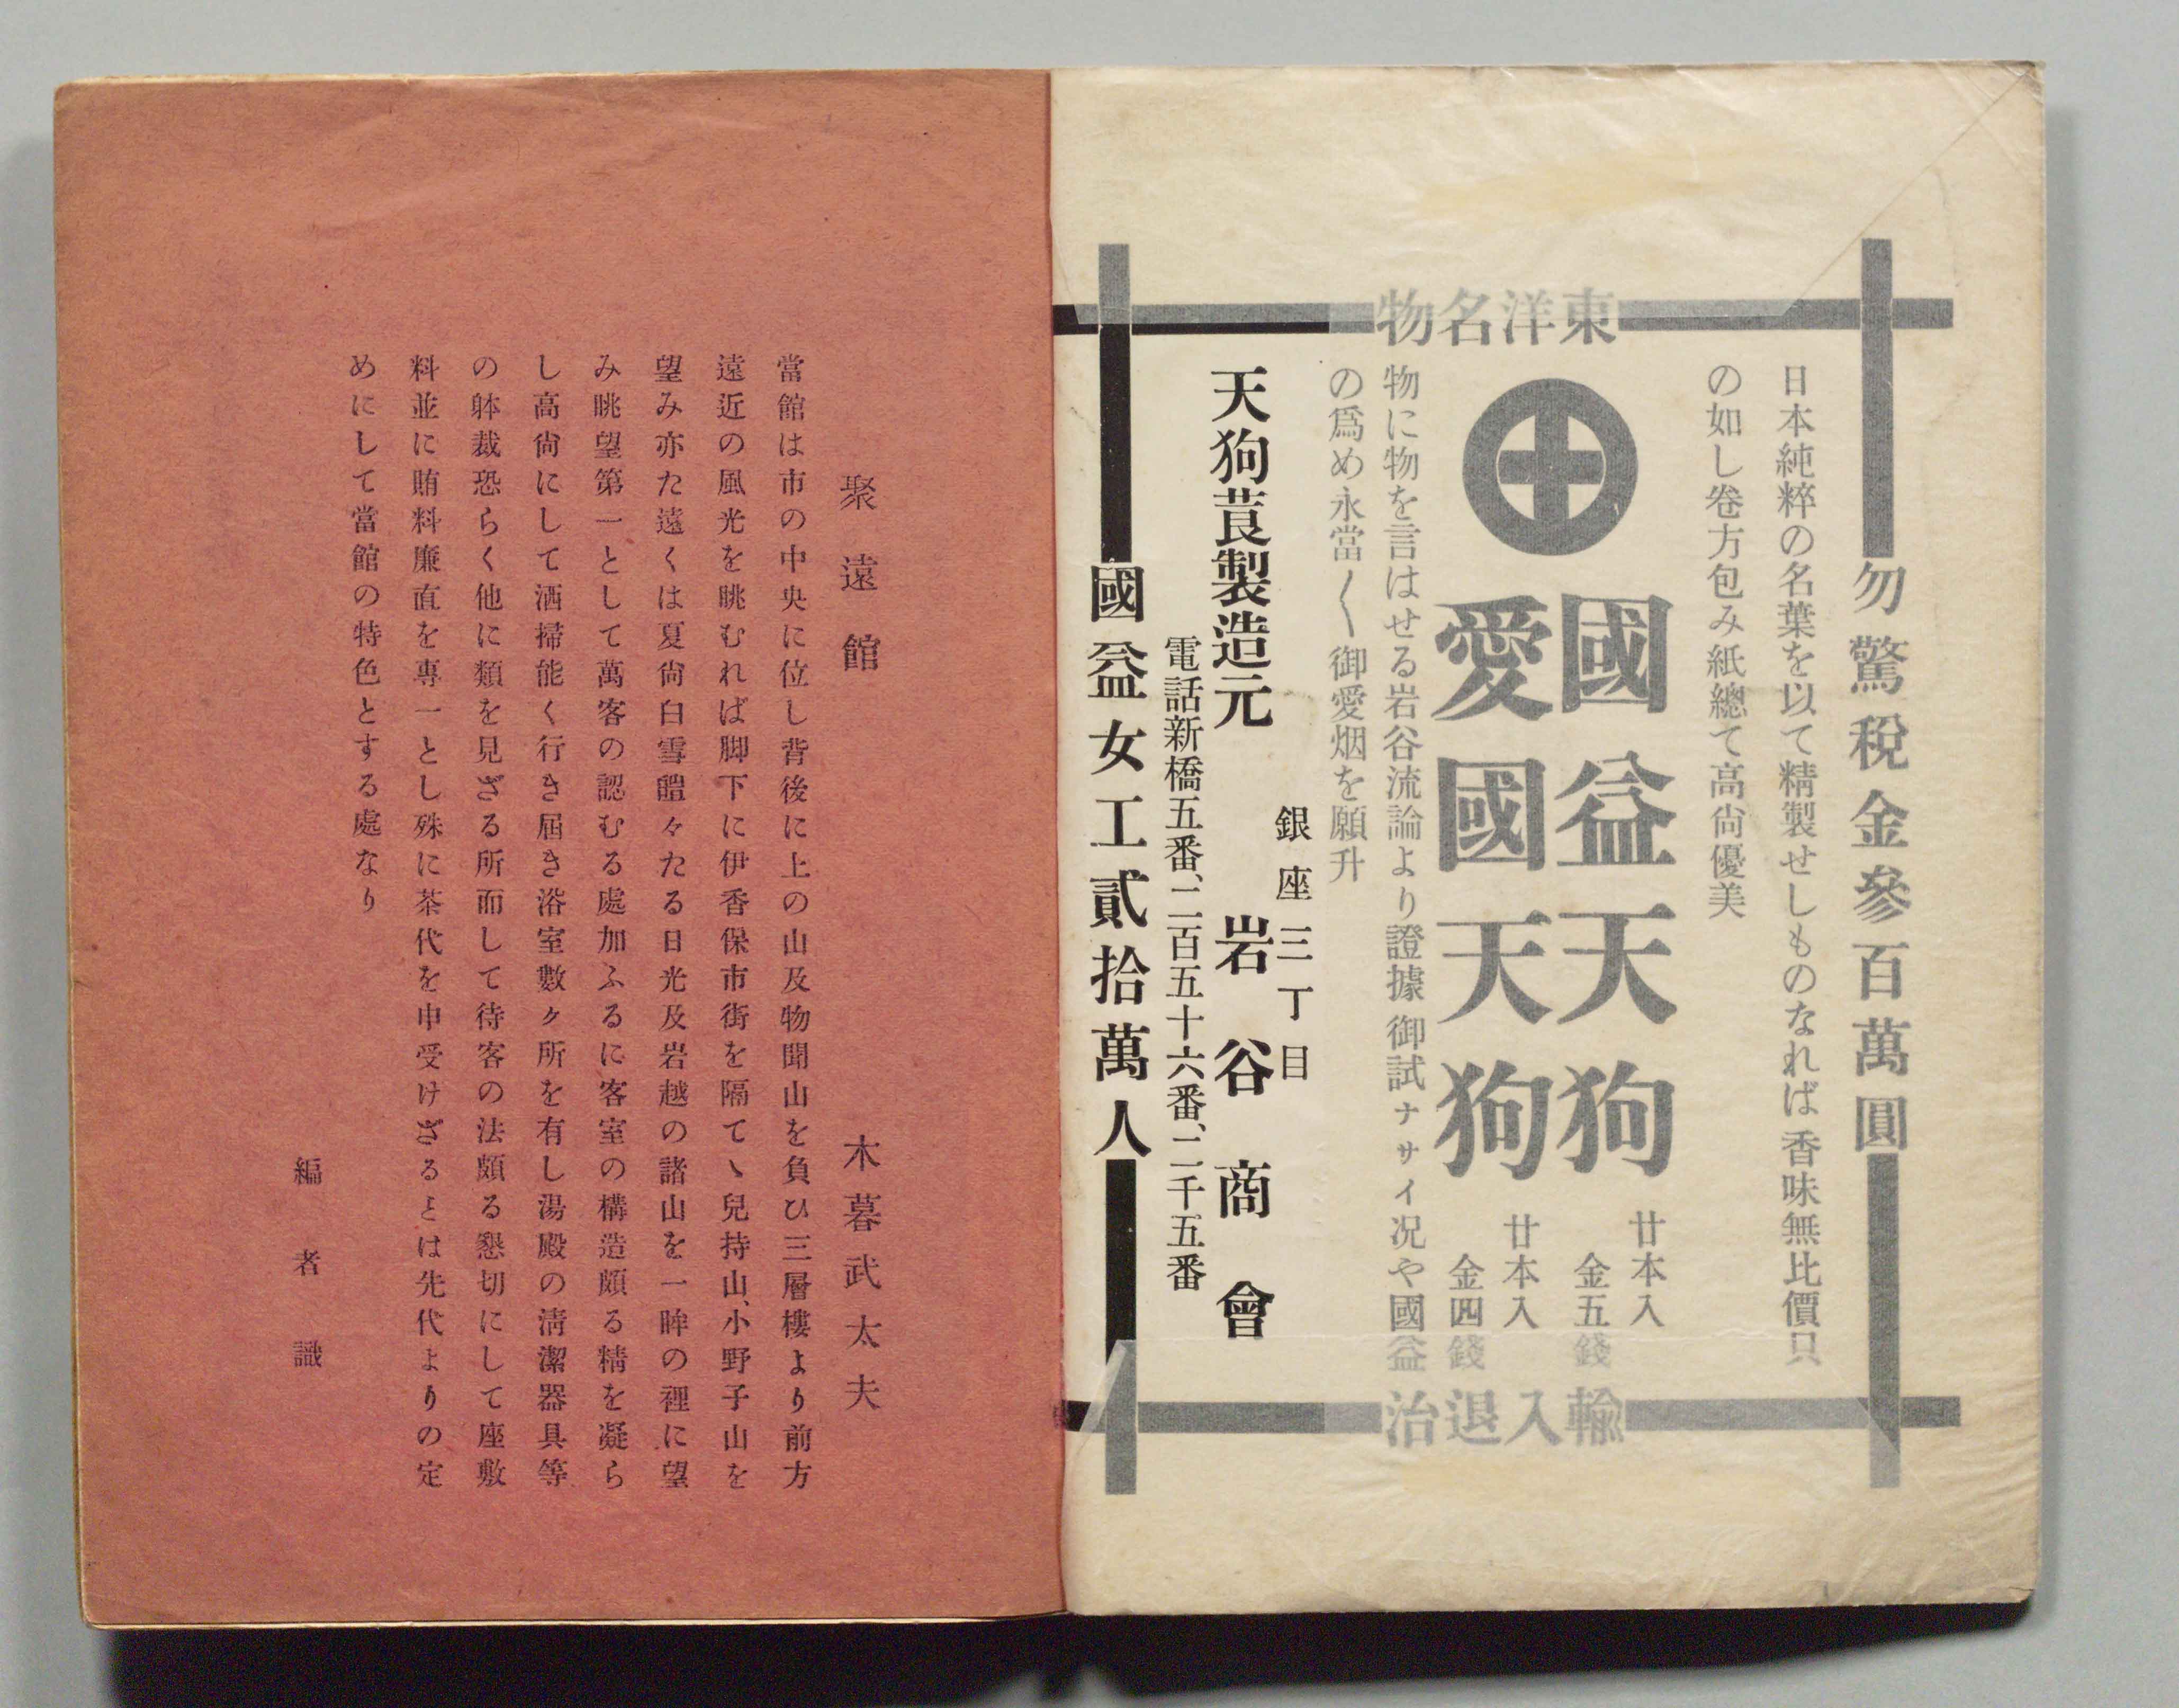 勿驚税金參百萬圓
東洋名物
日本純粹の名葉を以て精製せしものなれば香味無比價只
の如し卷方包み紙總て高尙優美
國益天狗
廿本入
金五錢
愛國天狗
廿本入
金四錢
物に物を言はせる岩谷流論より證據御試ナサイ况や國益
の爲め永當〱御愛烟を願升
銀座三丁目
天狗莨製造元 岩谷商會
電話新橋五番、二百五十六番、二千五番
國益女工貳拾萬人
輸入退治
聚遠館 木暮武太夫
當館は市の中央に位し背後に上の山及物聞山を負ひ三層樓より前方
遠近の風光を眺むれば脚下に伊香保市街を隔てヽ兒持山、小野子山を
望み亦た遠くは夏尙白雪皚々たる日光及岩越の諸山を一眸の裡に望
み眺望第一として萬客の認むる處加ふるに客室の構造頗る精を凝ら
し高尙にして洒掃能く行き屆き浴室數ヶ所を有し湯殿の淸潔器具等
の躰裁恐らく他に類を見ざる所而して待客の法頗る懇切にして座敷
料並に賄料廉直を專一とし殊に茶代を申受けざるとは先代よりの定
めにして當館の特色とする處なり
編者識